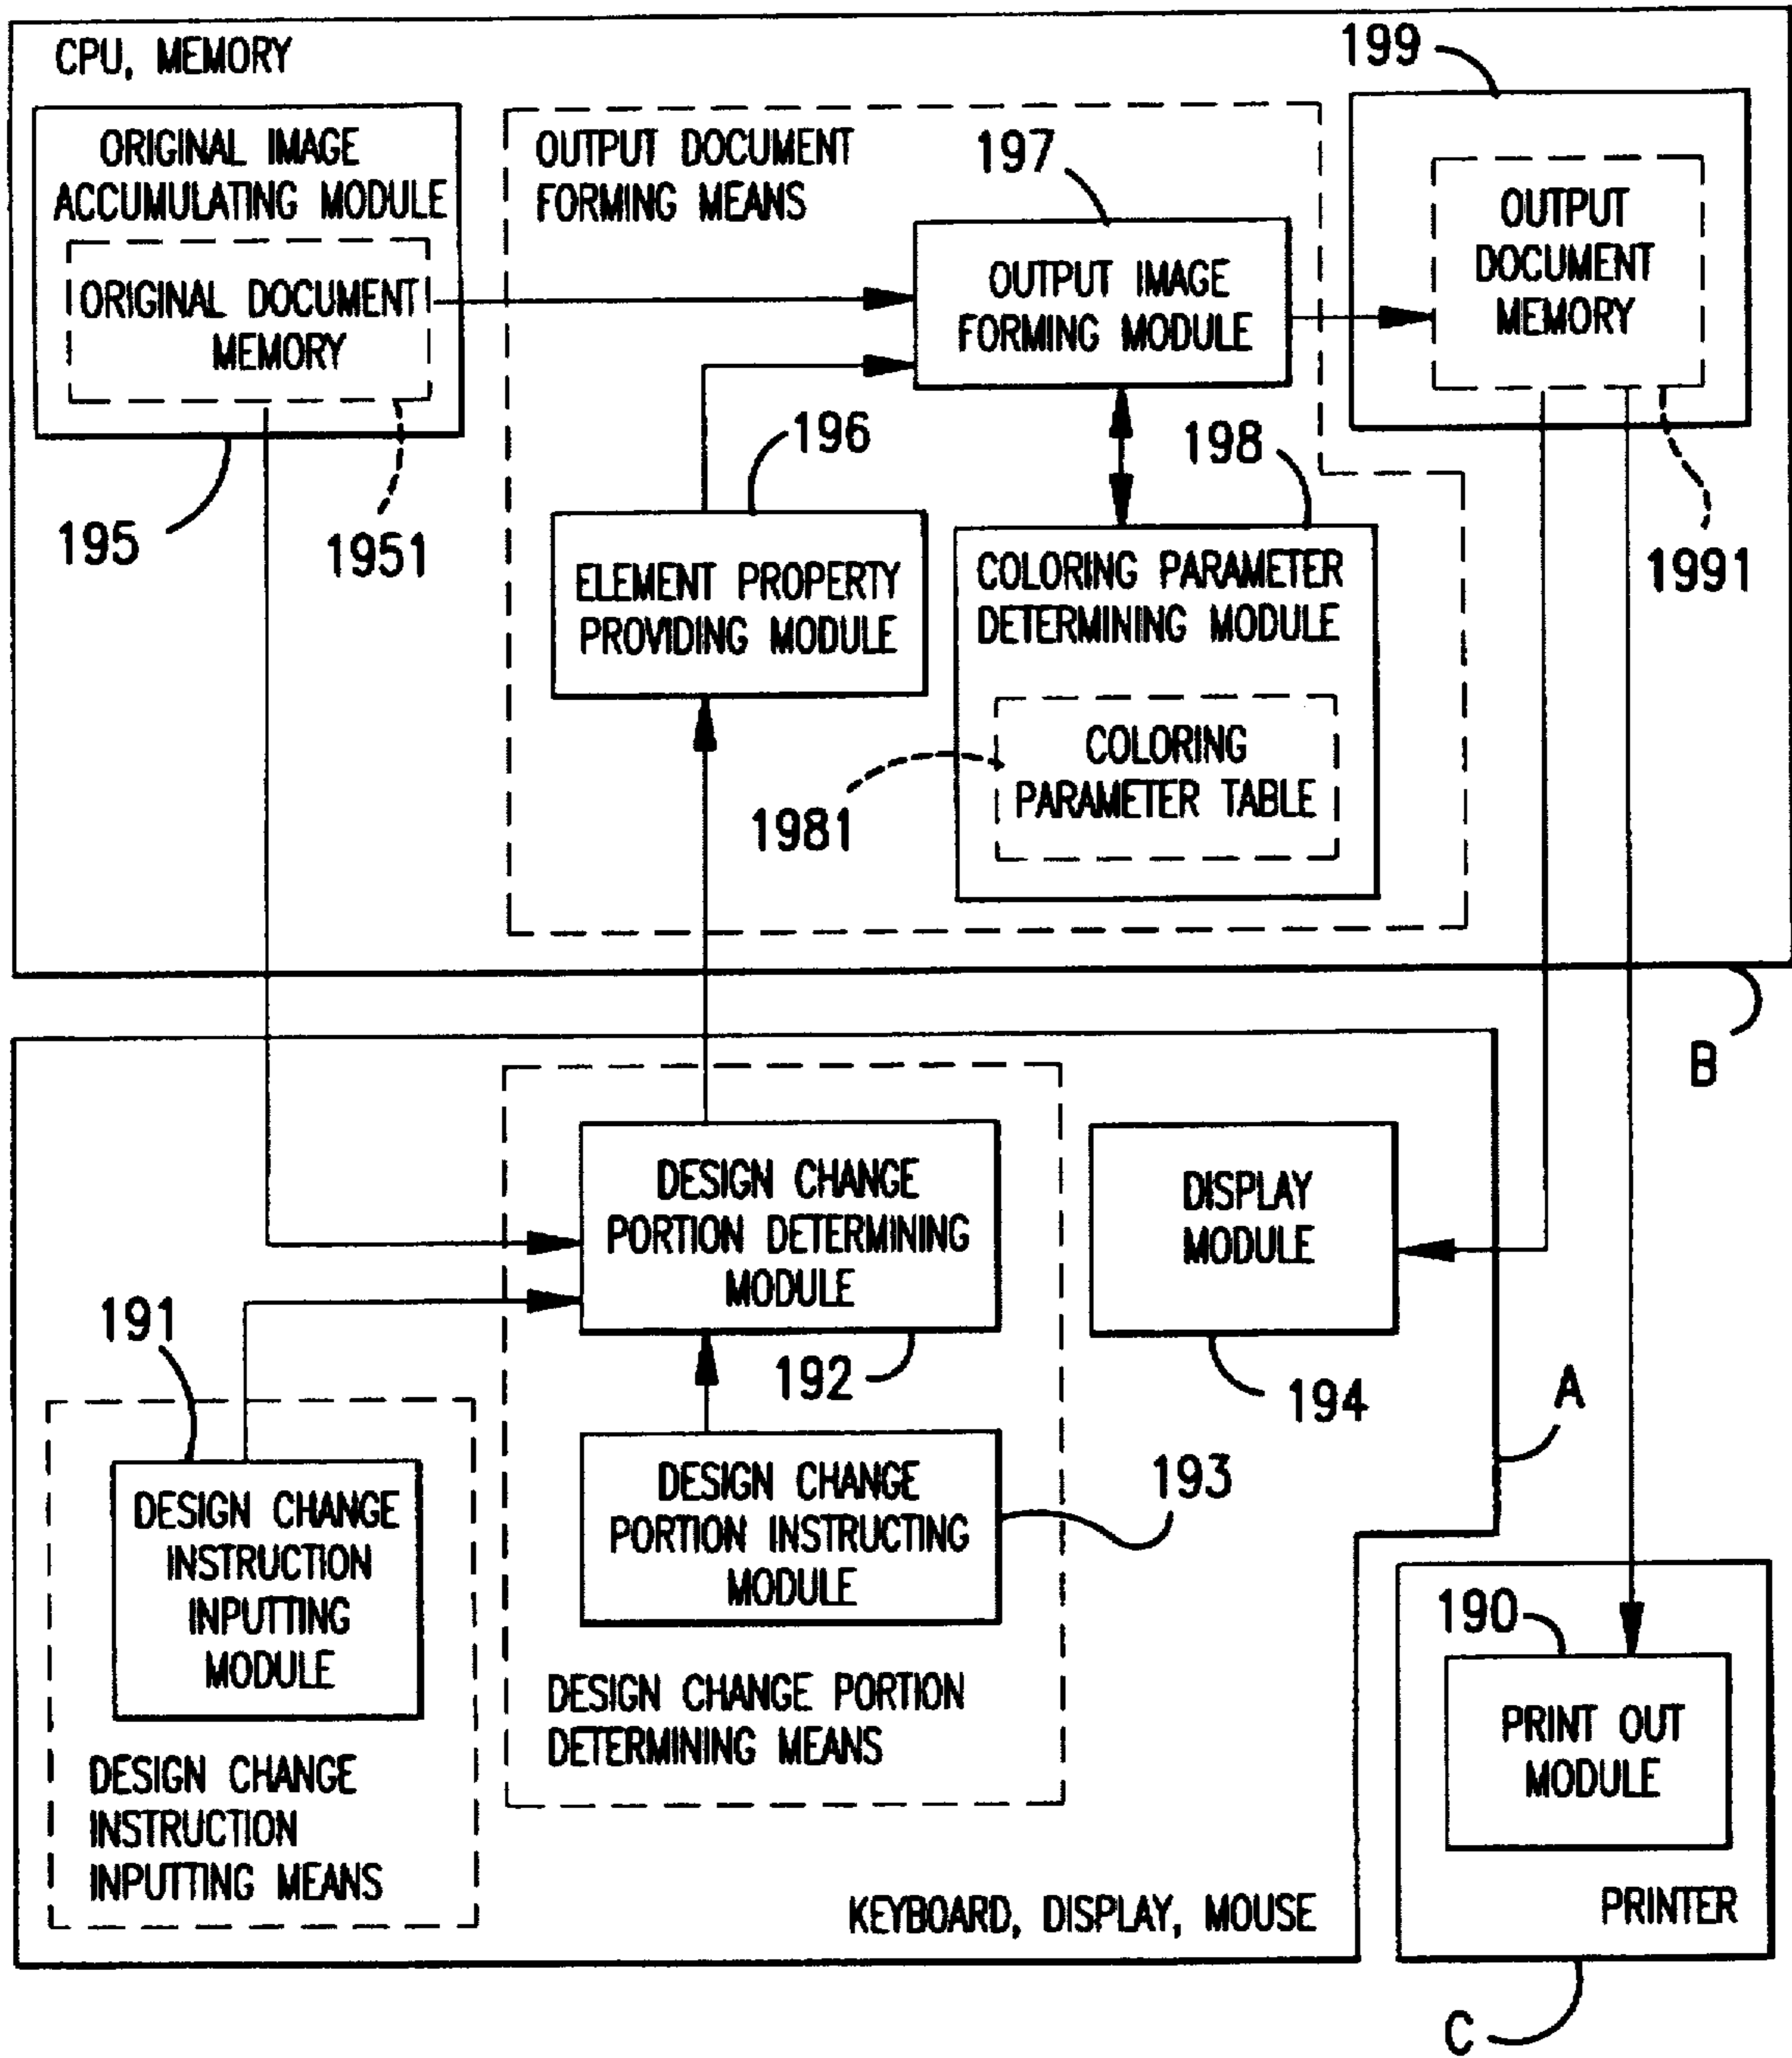 CPU, MEMORY
199
ORIGINAL IMAGE
ACCUMULATING MODULE
ORIGINAL DOCUMENT
MEMORY
195
1951
OUTPUT DOCUMENT
FORMING MEANS
197
OUTPUT IMAGE
FORMING MODULE
OUTPUT
DOCUMENT
MEMORY
1991
196
ELEMENT PROPERTY
PROVIDING MODULE
198
COLORING PARAMETER
DETERMINING MODULE
COLORING
PARAMETER TABLE
1981
B
DESIGN CHANGE
PORTION DETERMINING
MODULE
192
DISPLAY
MODULE
194
A
191
DESIGN CHANGE
INSTRUCTION
INPUTTING
MODULE
DESIGN CHANGE
INSTRUCTION
INPUTTING MEANS
DESIGN CHANGE
PORTION INSTRUCTING
MODULE
193
DESIGN CHANGE PORTION
DETERMINING MEANS
KEYBOARD, DISPLAY, MOUSE
190
PRINT OUT
MODULE
PRINTER
C